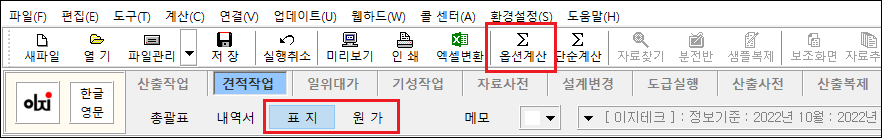 파일(F) 편집(E) 도구(T) 계산(C) 연결(V) 업데이트(U) 웹하드(W) 콜 센터(A) 환경설정(S) 도움말(H)
새파일 열 기 파일관리 저 장 실행취소 미리보기 인 쇄 엑셀변환 옵션계산 단순계산 자료찾기 분전반 샘플복제 보조화면 자료추
이지 한글 영문 산출작업 견적작업 일위대가 기성작업 자료사전 설계변경 도급실행 산출사전 산출복제
총괄표 내역서 표 지 원 가 메모 [ 이지테크 ] : 정보기준 : 2022년 10월 : 2022년